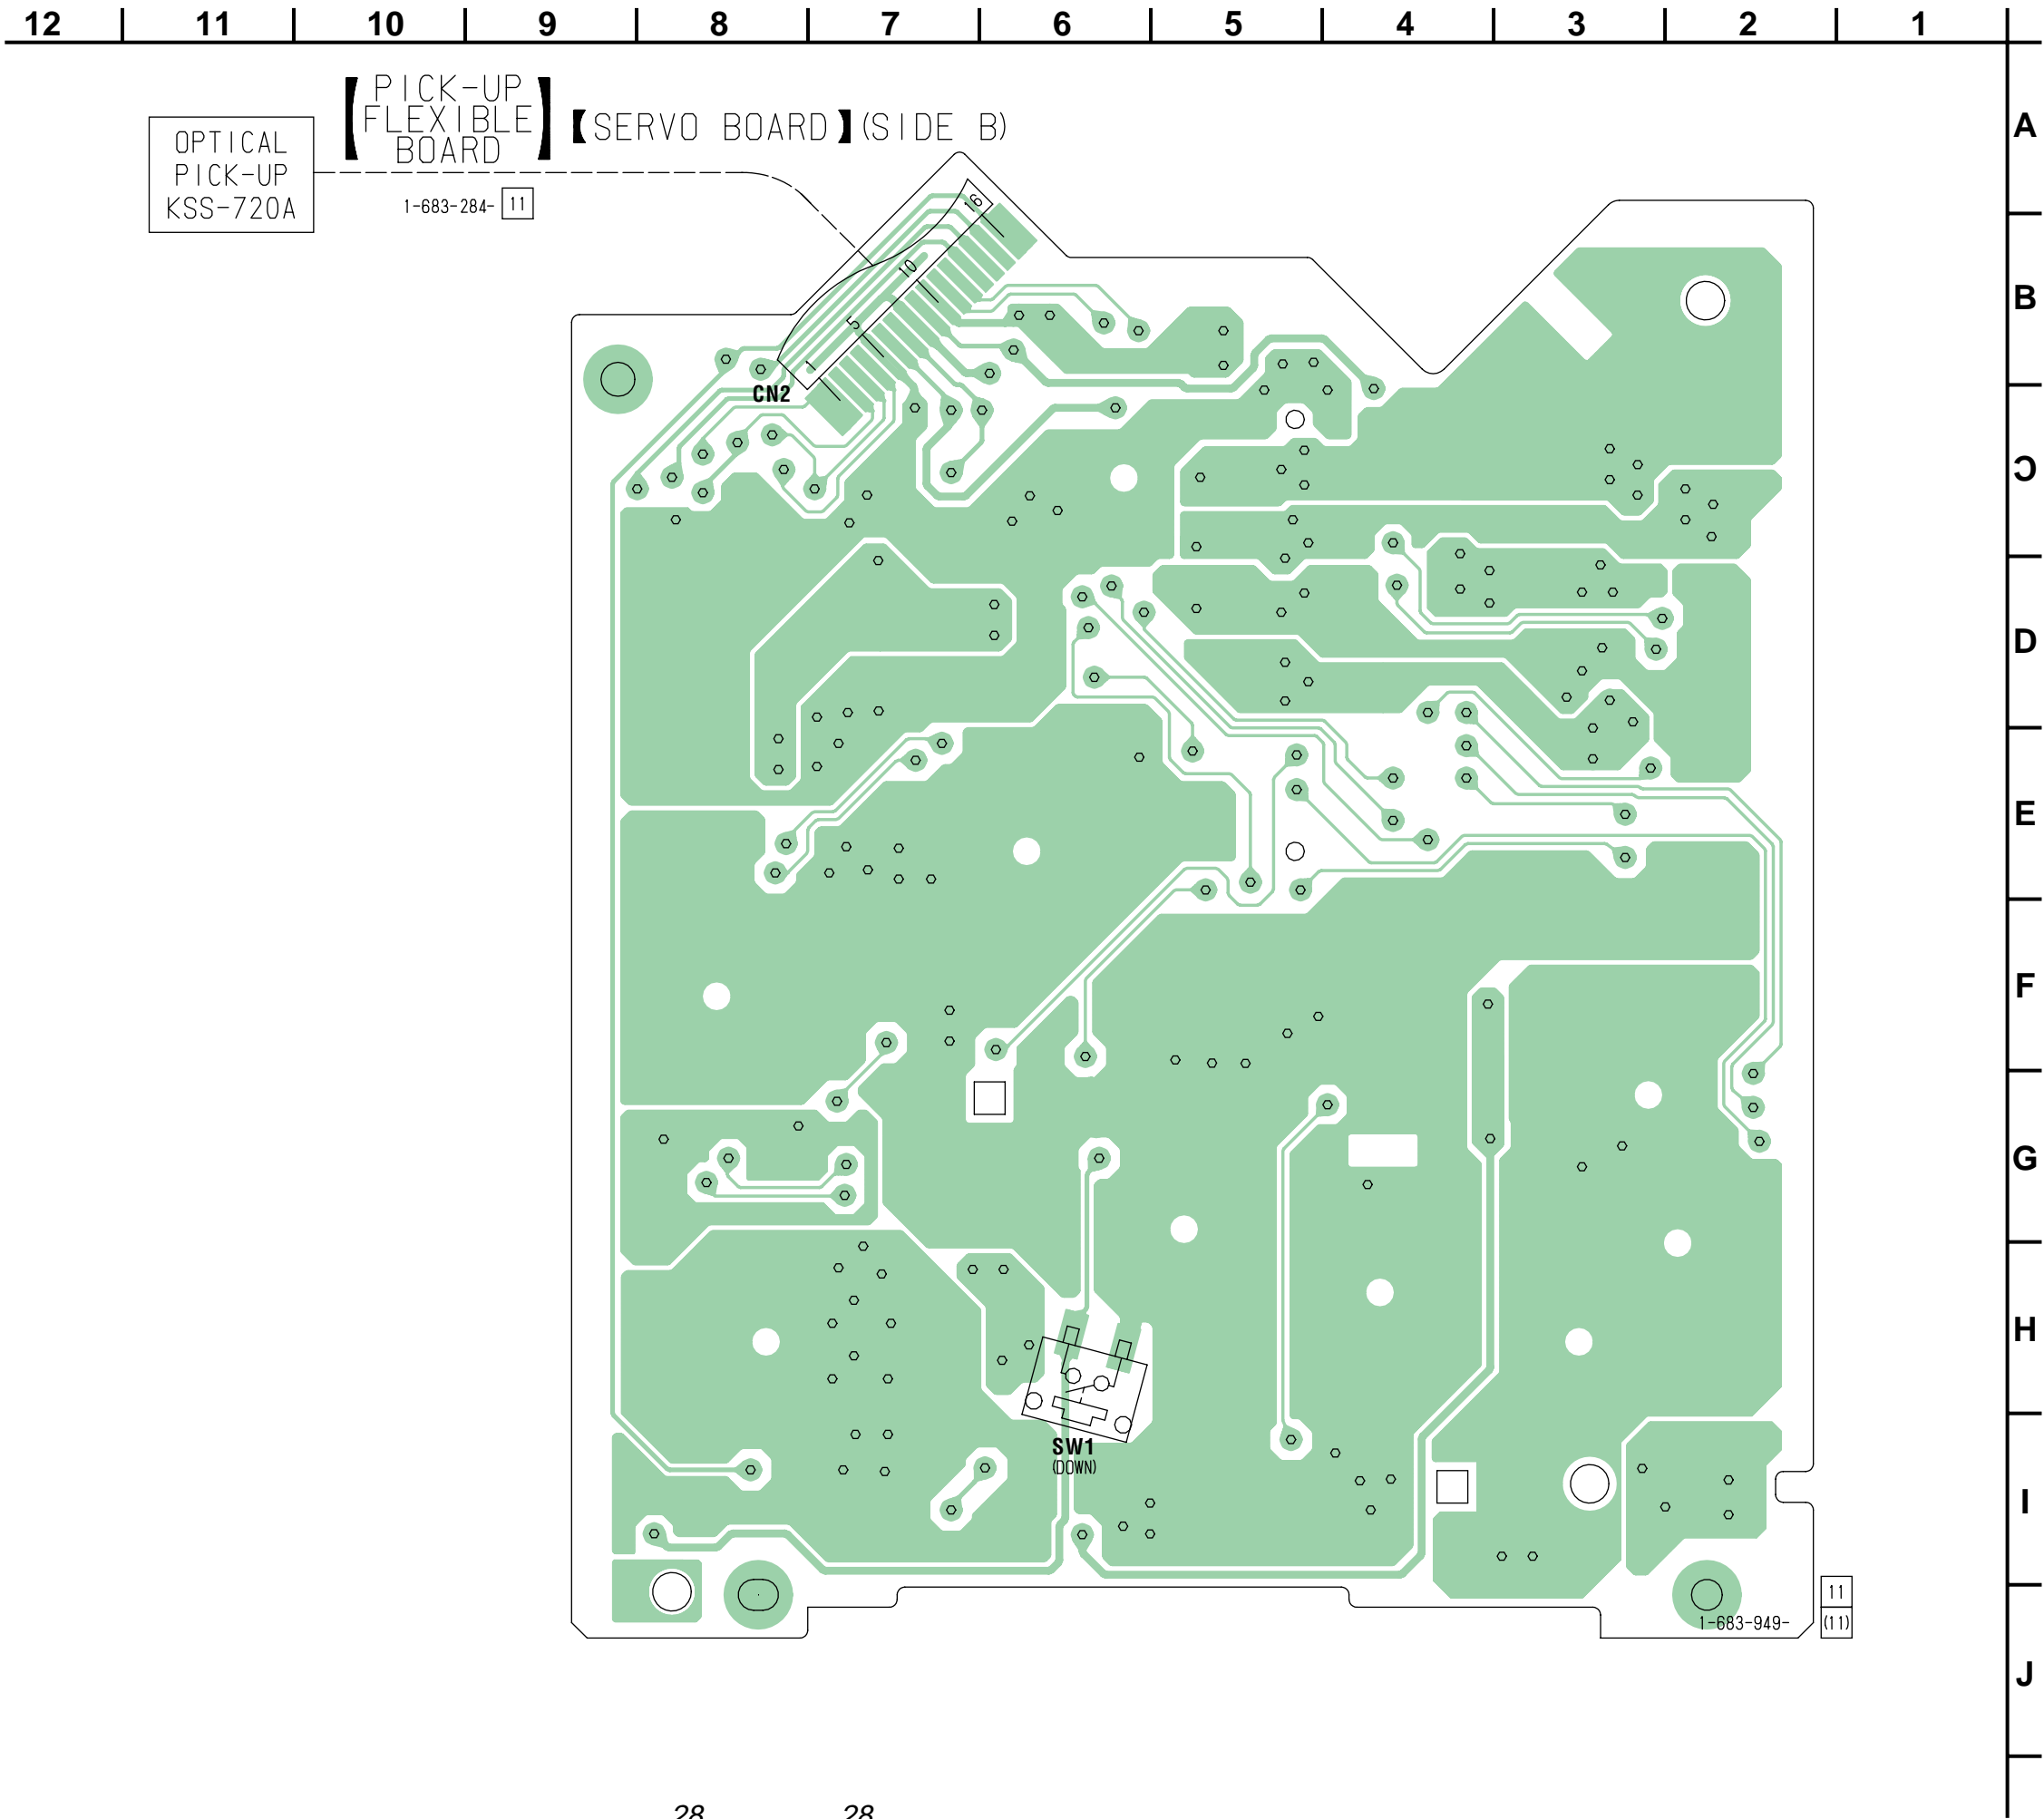 12 11 10 9 8 7 6 5 4 3 2 1
A
B
C
D
E
F
G
H
I
J
OPTICAL
PICK-UP
KSS-720A
【PICK-UP
FLEXIBLE
BOARD】
1-683-284- 11
【SERVO BOARD】(SIDE B)
16
10
5
1
CN2
SW1
(DOWN)
11
1-683-949- (11)
28 28